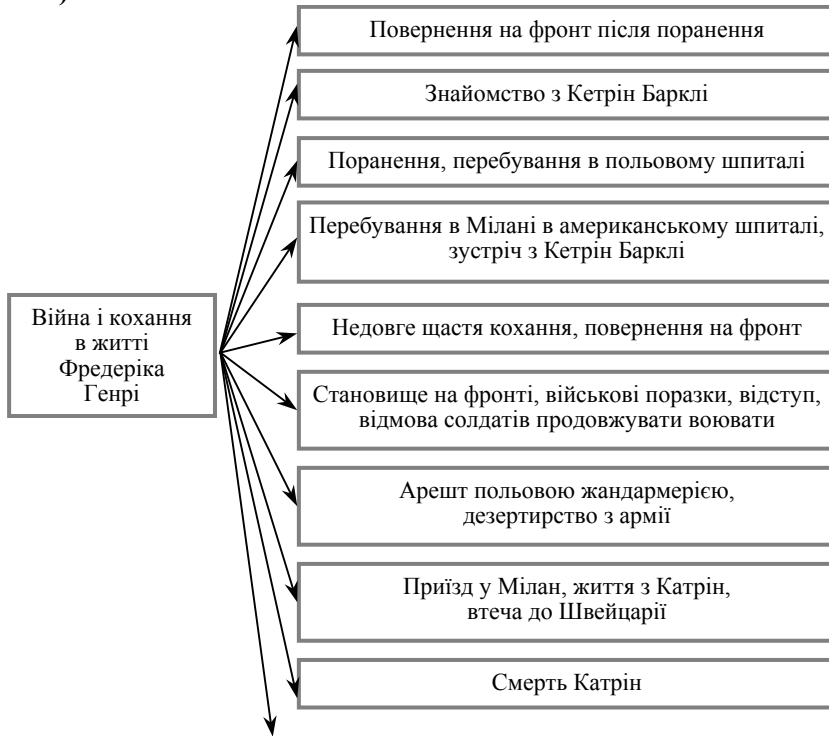 )
Повернення на фронт після поранення
Знайомство з Кетрін Барклі
Поранення, перебування в польовому шпиталі
Перебування в Мілані в американському шпиталі,
зустріч з Кетрін Барклі
Війна і кохання
в житті
Фредеріка
Генрі
Недовге щастя кохання, повернення на фронт
Становище на фронті, військові поразки, відступ,
відмова солдатів продовжувати воювати
Арешт польовою жандармерією,
дезертирство з армії
Приїзд у Мілан, життя з Катрін,
втеча до Швейцарії
Смерть Катрін